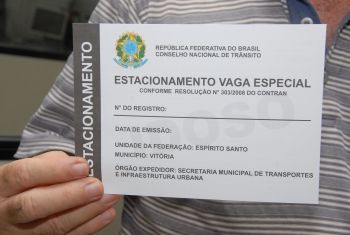 ESTACIONAMENTO
REPÚBLICA FEDERATIVA DO BRASIL
CONSELHO NACIONAL DE TRÂNSITO
ESTACIONAMENTO VAGA ESPECIAL
CONFORME RESOLUÇÃO Nº 303/2008 DO CONTRAN
Nº DO REGISTRO:
DATA DE EMISSÃO:
UNIDADE DA FEDERAÇÃO: ESPÍRITO SANTO
MUNICÍPIO: VITÓRIA
ÓRGÃO EXPEDIDOR: SECRETARIA MUNICIPAL DE TRANSPORTES
E INFRAESTRUTURA URBANA